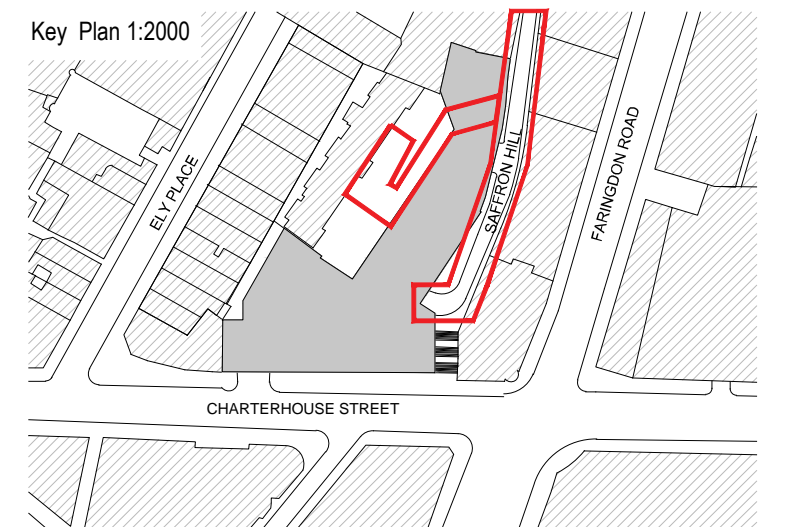 Key Plan 1:2000
ELY PLACE
SAFFRON HILL
FARINGDON ROAD
CHARTERHOUSE STREET